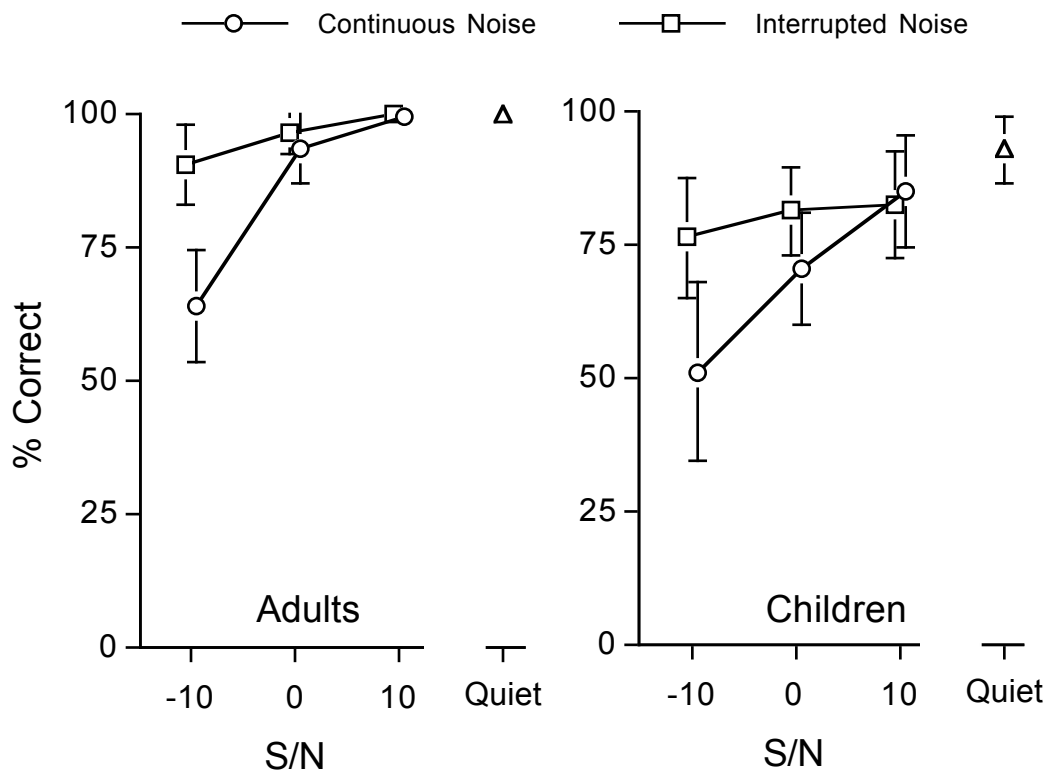 Continuous Noise Interrupted Noise
% Correct
100
75
50
25
0
Adults
-10 0 10 Quiet
S/N
100
75
50
25
0
Children
-10 0 10 Quiet
S/N